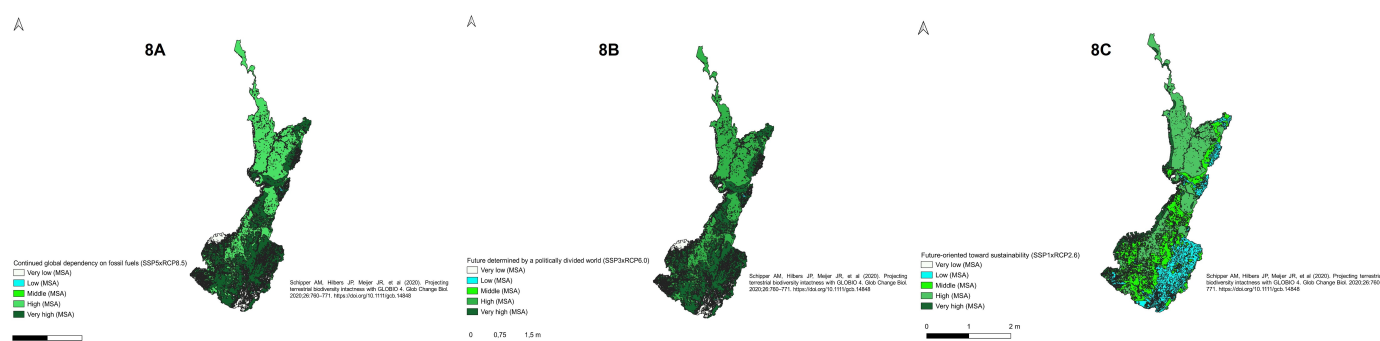 8A
Continued global dependency on fossil fuels (SSP5xRCP8.5)
Very low (MSA)
Low (MSA)
Middle (MSA)
High (MSA)
Very high (MSA)
Schipper AM, Hilbers JP, Meijer JR, et al (2020). Projecting
terrestrial biodiversity intactness with GLOBIO 4. Glob Change Biol.
2020;26:760–771. https://doi.org/10.1111/gcb.14848
8B
Future determined by a politically divided world (SSP3xRCP6.0)
Very low (MSA)
Low (MSA)
Middle (MSA)
High (MSA)
Very high (MSA)
0 0,75 1,5 m
Schipper AM, Hilbers JP, Meijer JR, et al (2020). Projecting
terrestrial biodiversity intactness with GLOBIO 4. Glob Change Biol.
2020;26:760–771. https://doi.org/10.1111/gcb.14848
8C
Future-oriented toward sustainability (SSP1xRCP2.6)
Very low (MSA)
Low (MSA)
Middle (MSA)
High (MSA)
Very high (MSA)
0 1 2 m
Schipper AM, Hilbers JP, Meijer JR, et al (2020). Projecting terrestri
biodiversity intactness with GLOBIO 4. Glob Change Biol. 2020;26:760
771. https://doi.org/10.1111/gcb.14848